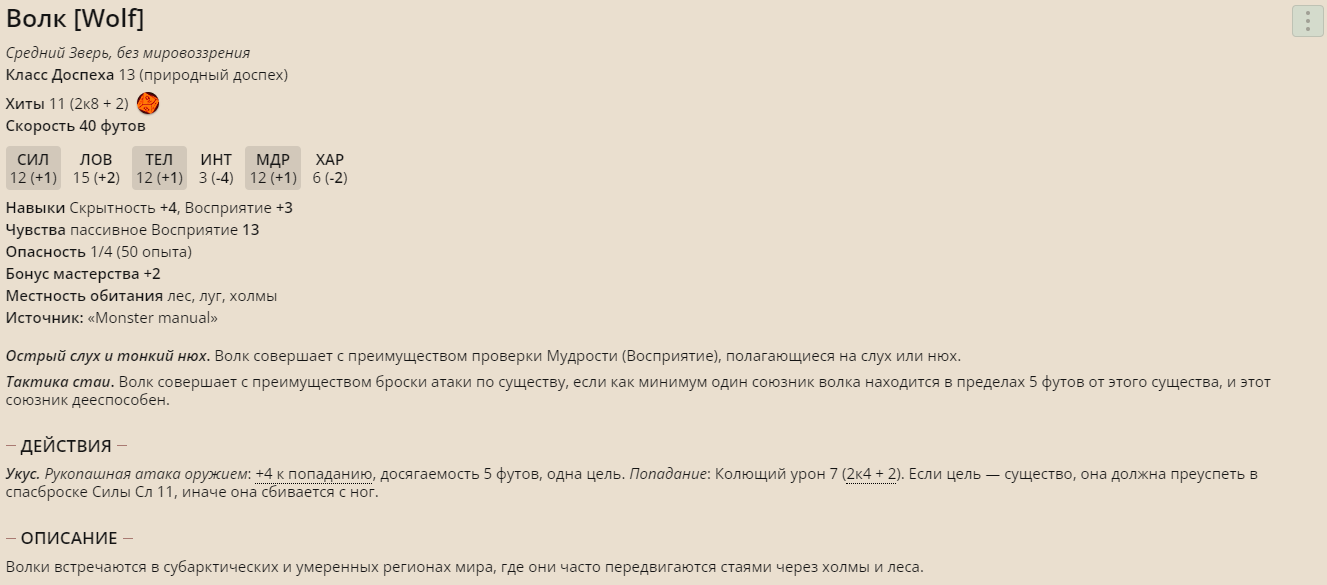 Волк [Wolf]
Средний Зверь, без мировоззрения
Класс Доспеха 13 (природный доспех)
Хиты 11 (2к8 + 2)
Скорость 40 футов
СИЛ ЛОВ ТЕЛ ИНТ МДР ХАР
12 (+1) 15 (+2) 12 (+1) 3 (-4) 12 (+1) 6 (-2)
Навыки Скрытность +4, Восприятие +3
Чувства пассивное Восприятие 13
Опасность 1/4 (50 опыта)
Бонус мастерства +2
Местность обитания лес, луг, холмы
Источник: «Monster manual»
Острый слух и тонкий нюх. Волк совершает с преимуществом проверки Мудрости (Восприятие), полагающиеся на слух или нюх.
Тактика стаи. Волк совершает с преимуществом броски атаки по существу, если как минимум один союзник волка находится в пределах 5 футов от этого существа, и этот
союзник дееспособен.
— ДЕЙСТВИЯ —
Укус. Рукопашная атака оружием: +4 к попаданию, досягаемость 5 футов, одна цель. Попадание: Колющий урон 7 (2к4 + 2). Если цель — существо, она должна преуспеть в
спасброске Силы Сл 11, иначе она сбивается с ног.
— ОПИСАНИЕ —
Волки встречаются в субарктических и умеренных регионах мира, где они часто передвигаются стаями через холмы и леса.